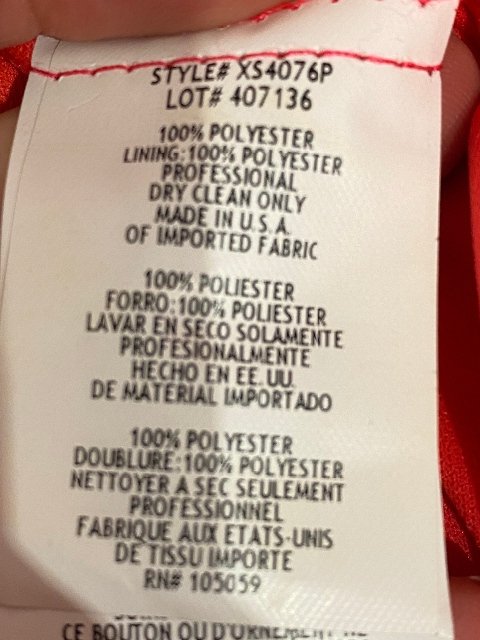 STYLE# XS4076P
LOT# 407136
100% POLYESTER
LINING:100% POLYESTER
PROFESSIONAL
DRY CLEAN ONLY
MADE IN U.S.A.
OF IMPORTED FABRIC
100% POLIESTER
FORRO:100% POLIESTER
LAVAR EN SECO SOLAMENTE
PROFESIONALMENTE
HECHO EN EE.UU.
DE MATERIAL IMPORTADO
100% POLYESTER
DOUBLURE:100% POLYESTER
NETTOYER A SEC SEULEMENT
PROFESSIONNEL
FABRIQUE AUX ETATS-UNIS
DE TISSU IMPORTE
RN# 105059
CE BOUTON OU D'ORNEMENT